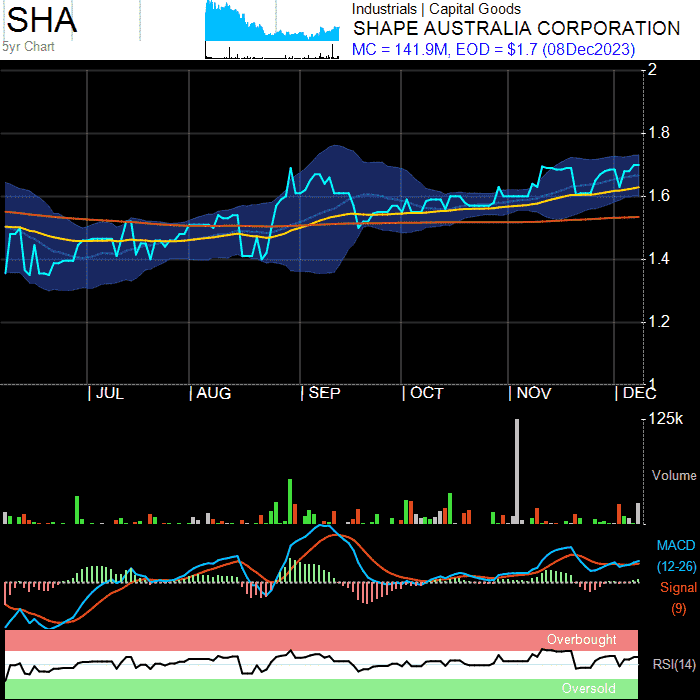 SHA
5yr Chart
Industrials | Capital Goods
SHAPE AUSTRALIA CORPORATION
MC = 141.9M, EOD = $1.7 (08Dec2023)
2
1.8
1.6
1.4
1.2
1
JUL AUG SEP OCT NOV DEC
125k
Volume
MACD
(12-26)
Signal
(9)
Overbought
RSI(14)
Oversold